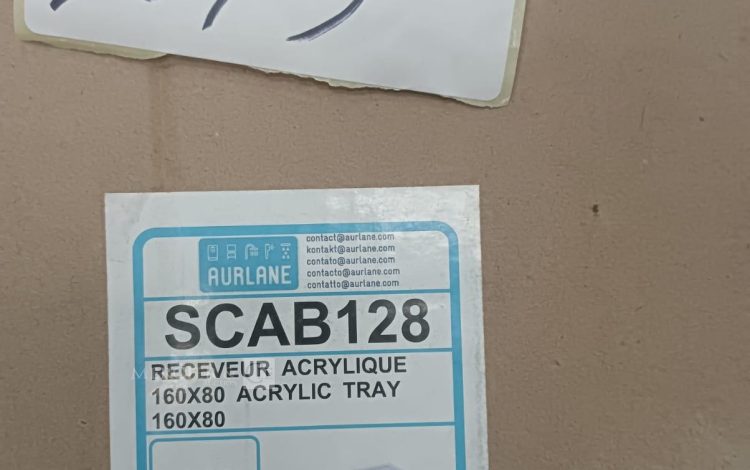 contact@aurlane.com
kontakt@aurlane.com
contato@aurlane.com
contacto@aurlane.com
contatto@aurlane.com
AURLANE
SCAB128
RECEVEUR ACRYLIQUE
160X80 ACRYLIC TRAY
160X80